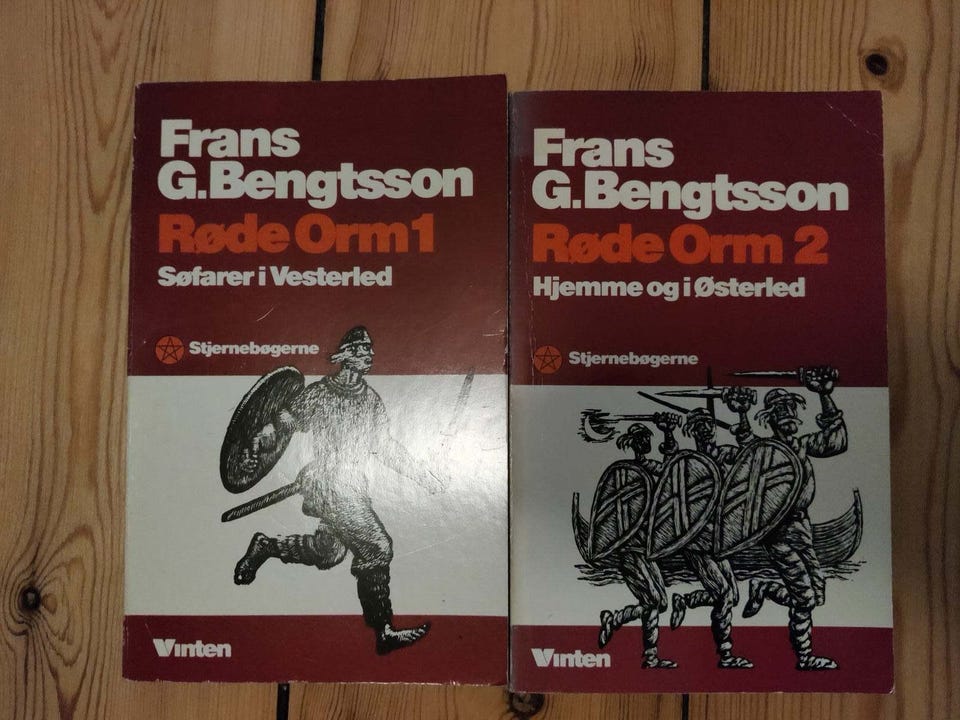 Frans
G.Bengtsson
Røde Orm 1
Søfarer i Vesterled
Stjernebøgerne
Vinten
Frans
G.Bengtsson
Røde Orm 2
Hjemme og i Østerled
Stjernebøgerne
Vinten